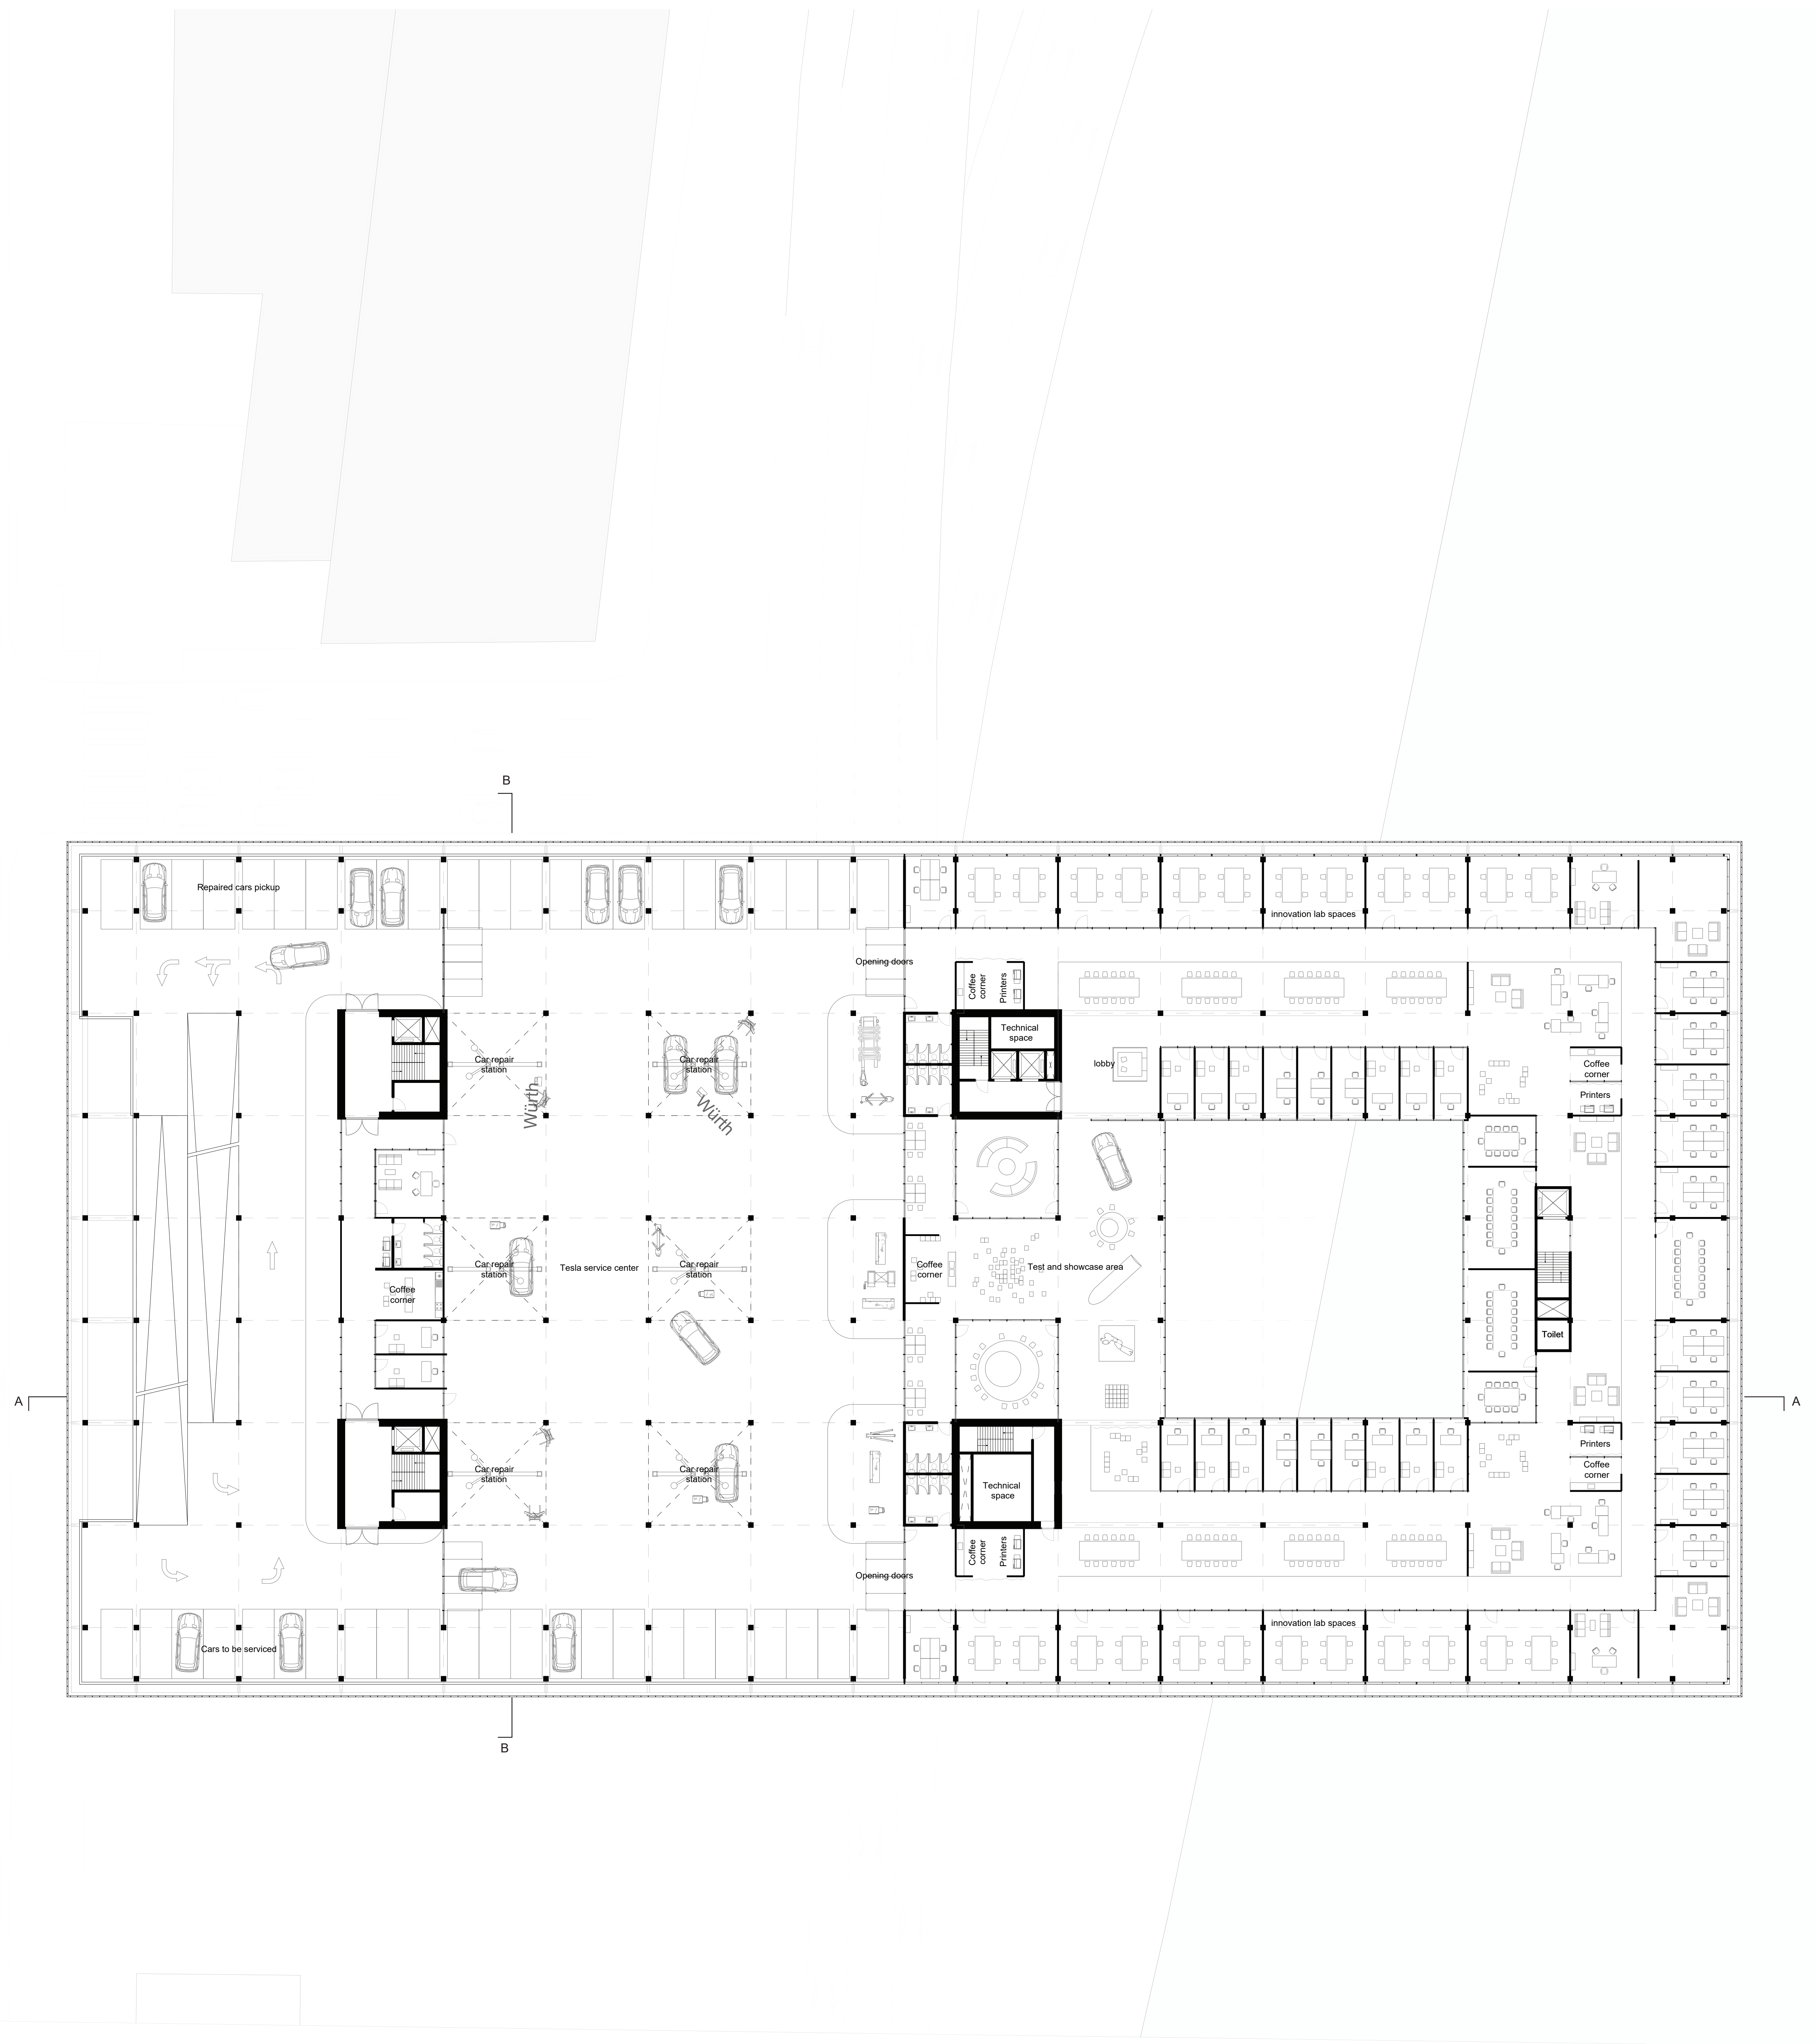 B
Repaired cars pickup
innovation lab spaces
Opening doors
Coffee
corner
Printers
Technical
space
Car repair
station
Car repair
station
lobby
Coffee
corner
Printers
Würth
Würth
Car repair
station
Tesla service center
Car repair
station
Coffee
corner
Test and showcase area
Coffee
corner
Toilet
A
A
Printers
Coffee
corner
Car repair
station
Car repair
station
Technical
space
Coffee
corner
Printers
Opening doors
innovation lab spaces
Cars to be serviced
B